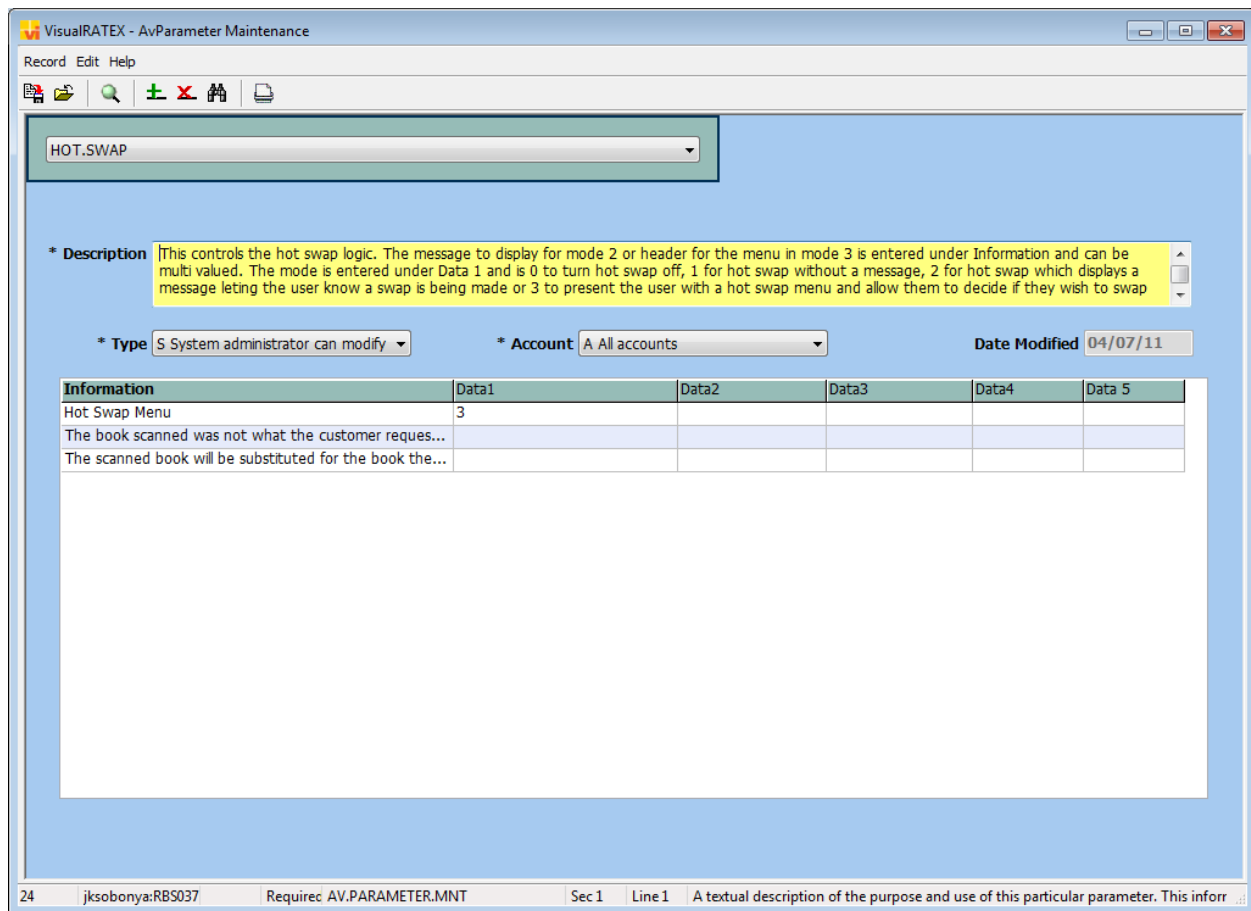 VisualRATEX - AvParameter Maintenance
Record Edit Help
HOT.SWAP
* Description
This controls the hot swap logic. The message to display for mode 2 or header for the menu in mode 3 is entered under Information and can be
multi valued. The mode is entered under Data 1 and is 0 to turn hot swap off, 1 for hot swap without a message, 2 for hot swap which displays a
message leting the user know a swap is being made or 3 to present the user with a hot swap menu and allow them to decide if they wish to swap
* Type S System administrator can modify * Account A All accounts Date Modified 04/07/11
Information Data1 Data2 Data3 Data4 Data 5
Hot Swap Menu 3
The book scanned was not what the customer reques...
The scanned book will be substituted for the book the...
24 jksobonya:RBS037 Required AV.PARAMETER.MNT Sec 1 Line 1 A textual description of the purpose and use of this particular parameter. This inforr